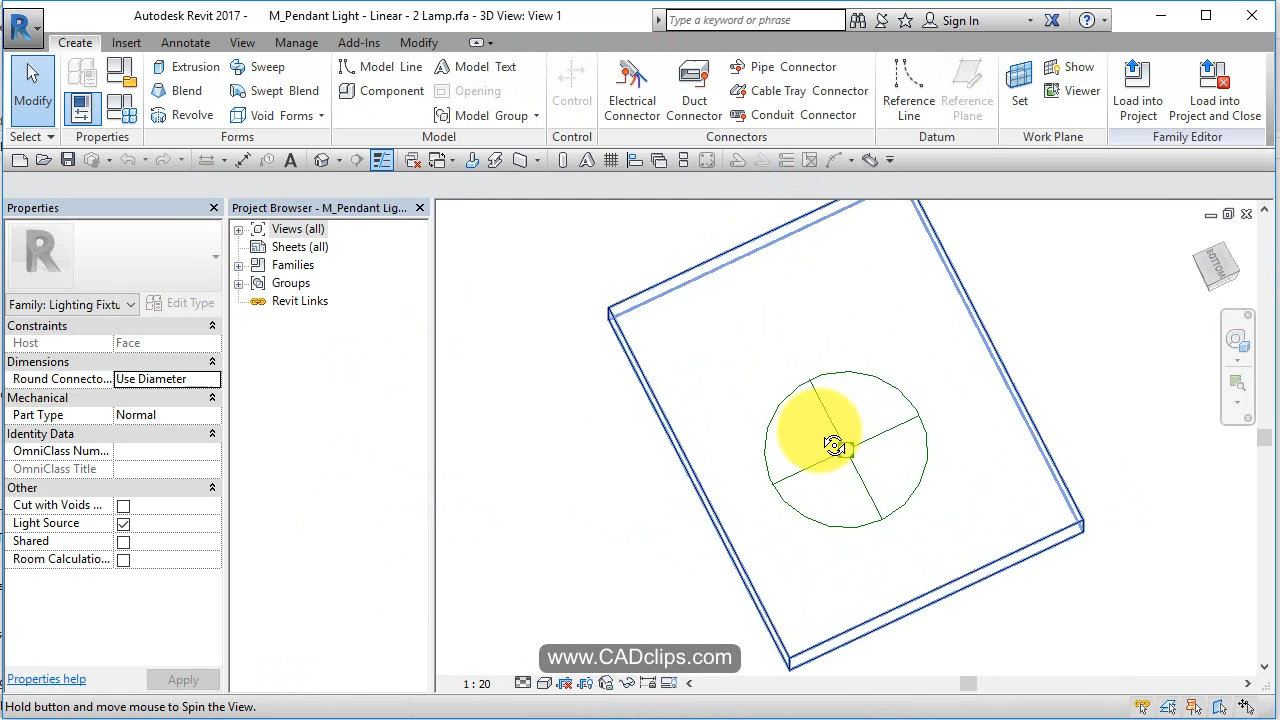 Autodesk Revit 2017 - M_Pendant Light - Linear - 2 Lamp.rfa - 3D View: View 1
Type a keyword or phrase
Sign In
Create Insert Annotate View Manage Add-Ins Modify
Modify
Extrusion Sweep
Blend Swept Blend
Revolve Void Forms
Model Line Model Text
Component Opening
Model Group
Control
Electrical Connector
Duct Connector
Pipe Connector
Cable Tray Connector
Conduit Connector
Reference Line
Reference Plane
Set
Show
Viewer
Load into Project
Load into Project and Close
Select Properties Forms Model Control Connectors Datum Work Plane Family Editor
Properties
R
Family: Lighting Fixtu
Edit Type
Constraints
Host Face
Dimensions
Round Connecto... Use Diameter
Mechanical
Part Type Normal
Identity Data
OmniClass Num...
OmniClass Title
Other
Cut with Voids ...
Light Source
Shared
Room Calculatio...
Properties help
Apply
Project Browser - M_Pendant Lig...
Views (all)
Sheets (all)
Families
Groups
Revit Links
BOTTOM
www.CADclips.com
1 : 20
Hold button and move mouse to Spin the View.